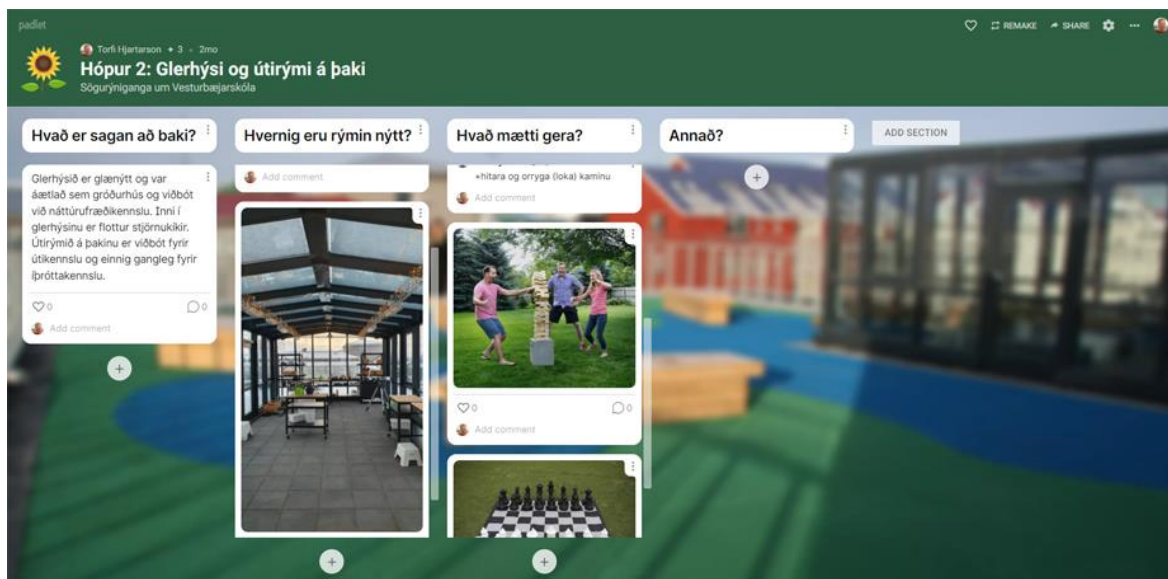 padlet
REMAKE
SHARE
Torfi Hjartarson + 3 • 2mo
Hópur 2: Glerhýsi og útirými á þaki
Sögurýniganga um Vesturbæjarskóla
Hvað er sagan að baki?
Hvernig eru rýmin nýtt?
Hvað mætti gera?
Annað?
ADD SECTION
Glerhýsið er glænýtt og var
áætlað sem gróðurhús og viðbót
við náttúrufræðikennslu. Inni í
glerhýsinu er flottur stjörnukíkir.
Útirýmið á þakinu er viðbót fyrir
útikennslu og einnig gangleg fyrir
íþróttakennslu.
0
0
Add comment
Add comment
+hitara og orryga (loka) kaminu
Add comment
0
0
Add comment